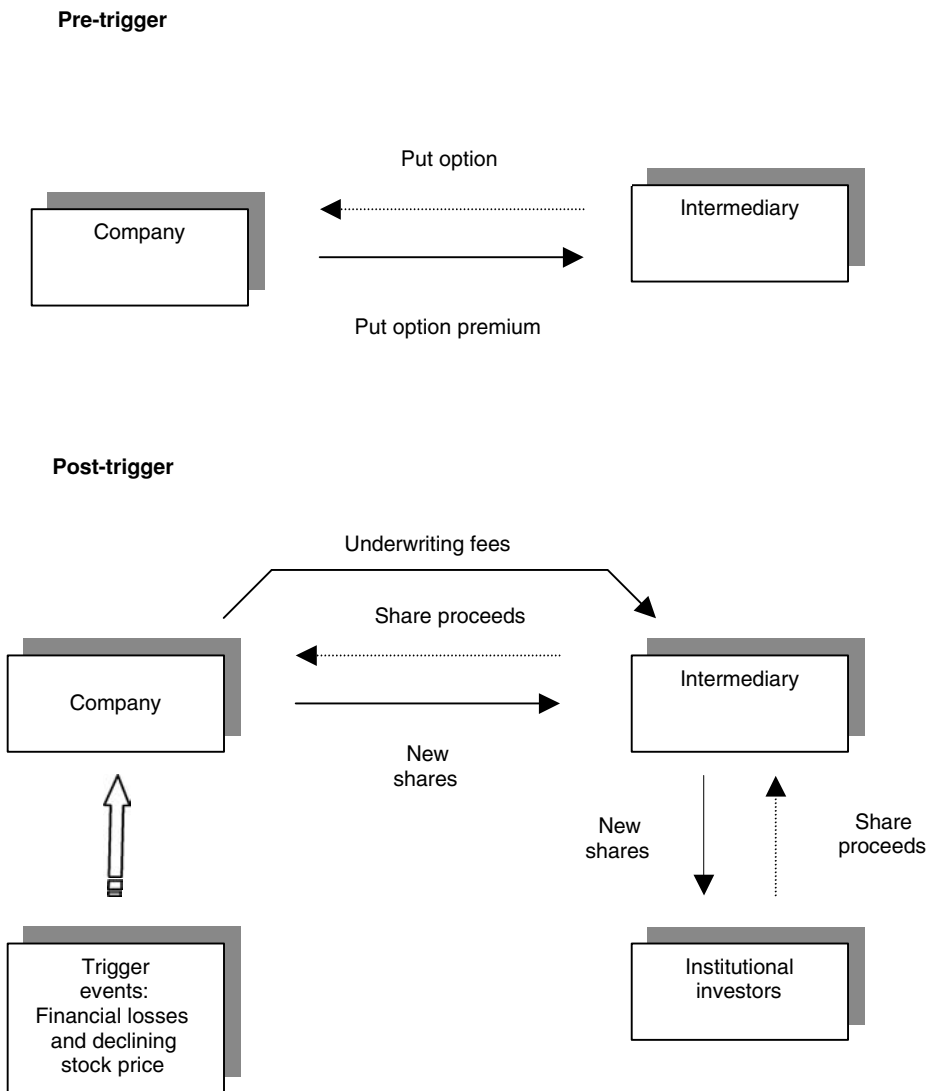 Pre-trigger
Put option
Company
Intermediary
Put option premium
Post-trigger
Underwriting fees
Share proceeds
Company
Intermediary
New
shares
New
shares
Share
proceeds
Trigger
events:
Financial losses
and declining
stock price
Institutional
investors